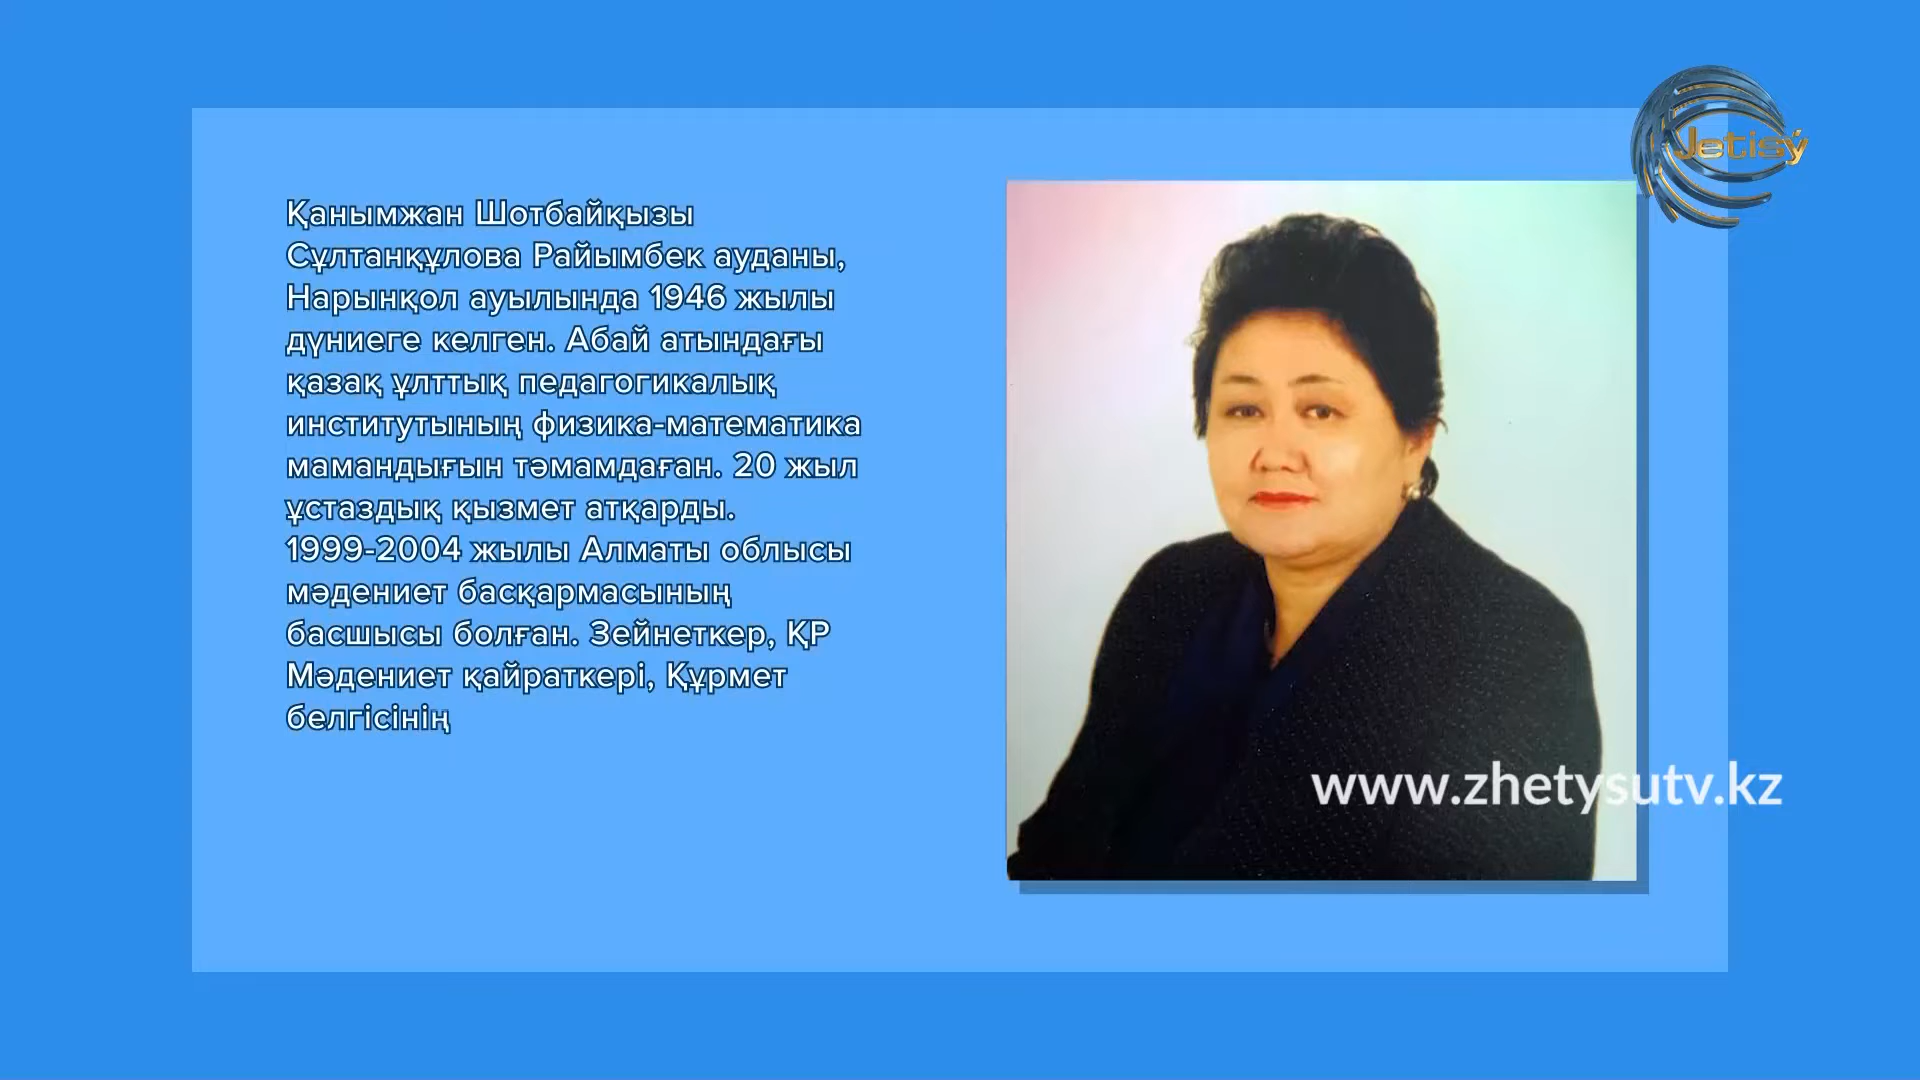 Jetisý
Қанымжан Шотбайқызы
Сұлтанқұлова Райымбек ауданы,
Нарынқол ауылында 1946 жылы
дүниеге келген. Абай атындағы
қазақ ұлттық педагогикалық
институтының физика-математика
мамандығын тәмамдаған. 20 жыл
ұстаздық қызмет атқарды.
1999-2004 жылы Алматы облысы
мәдениет басқармасының
басшысы болған. Зейнеткер, ҚР
Мәдениет қайраткері, Құрмет
белгісінің
www.zhetysutv.kz